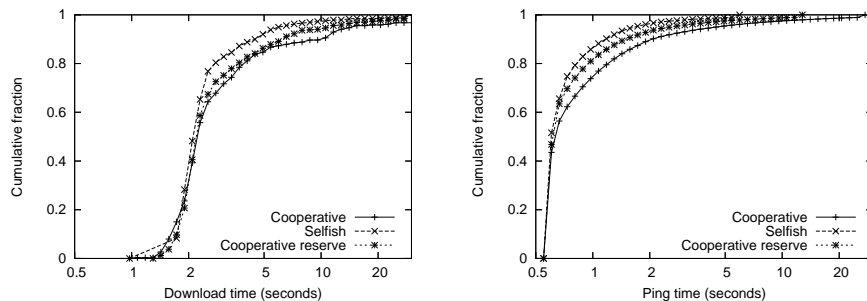 1
0.8
0.6
0.4
0.2
0
Cumulative fraction
Cooperative
Selfish
Cooperative reserve
0.5 1 2 5 10 20
Download time (seconds)
1
0.8
0.6
0.4
0.2
0
Cumulative fraction
Cooperative
Selfish
Cooperative reserve
0.5 1 2 5 10 20
Ping time (seconds)